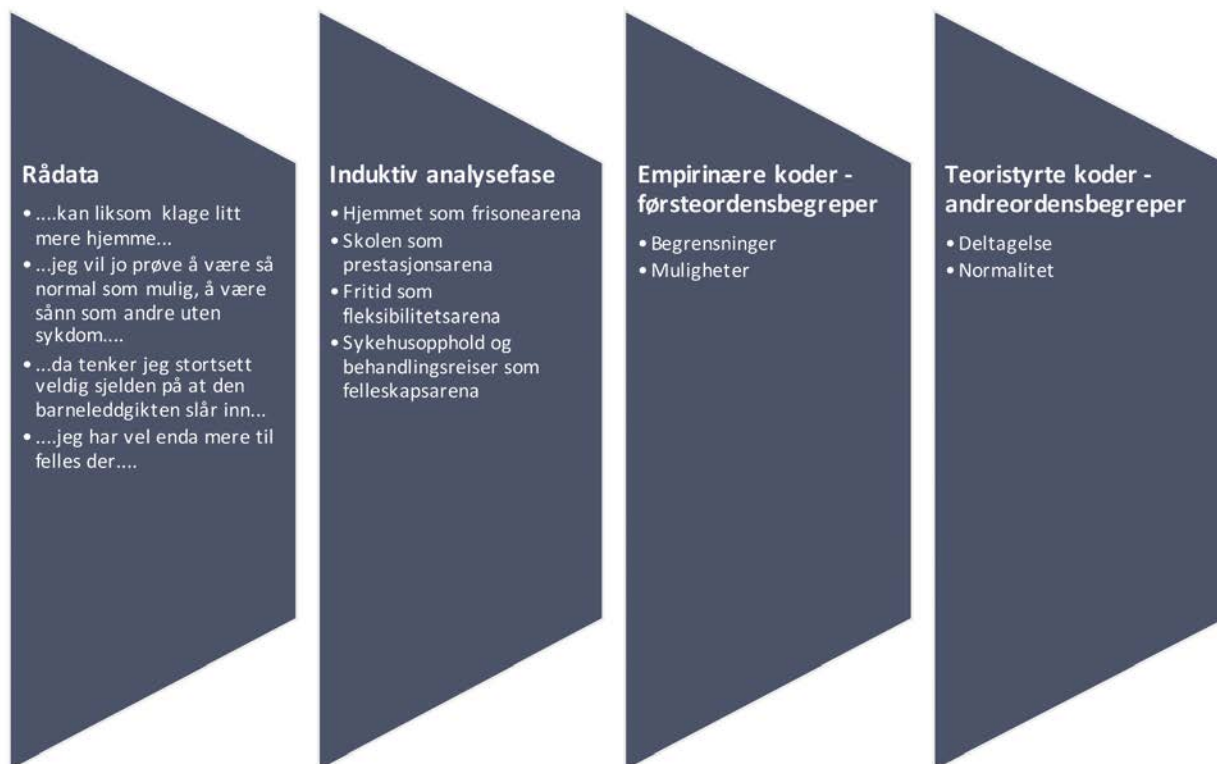 Rådata
• ....kan liksom klage litt
mere hjemme...
• ...jeg vil jo prøve å være så
normal som mulig, å være
sånn som andre uten
sykdom....
• ...da tenker jeg stortsett
veldig sjelden på at den
barneleddgikten slår inn...
• ....jeg har vel enda mere til
felles der....
Induktiv analysefase
• Hjemmet som frisonearena
• Skolen som
prestasjonsarena
• Fritid som
fleksibilitetsarena
• Sykehusopphold og
behandlingsreiser som
felleskapsarena
Empirinære koder -
førsteordensbegreper
• Begrensninger
• Muligheter
Teoristyrte koder -
andreordensbegreper
• Deltagelse
• Normalitet